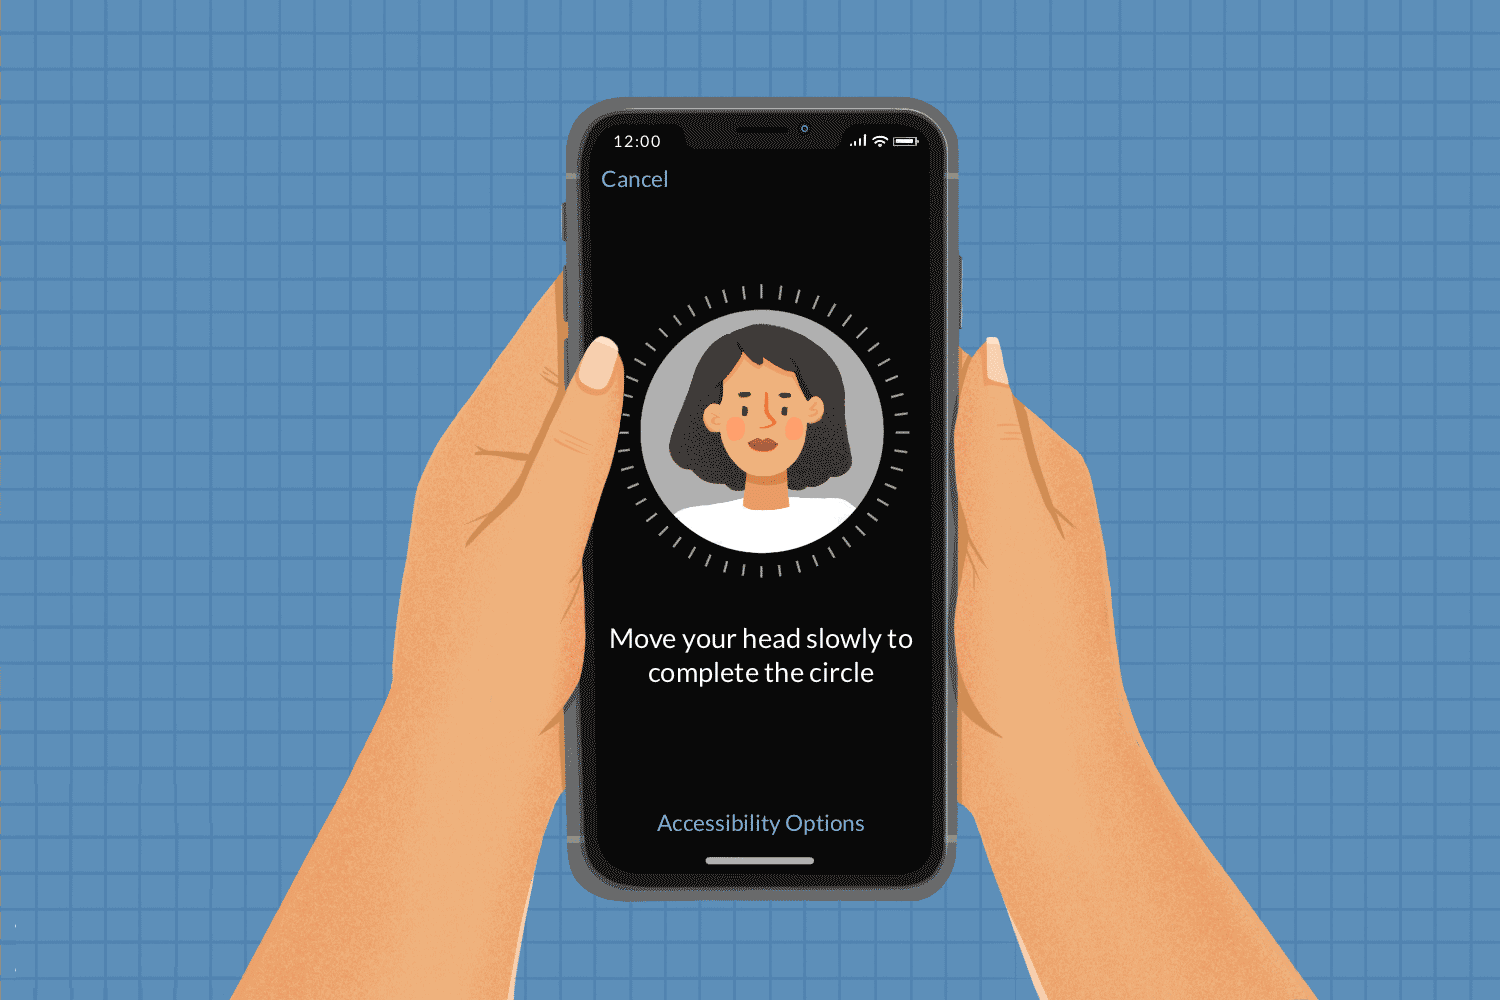 12:00
Cancel
Move your head slowly to
complete the circle
Accessibility Options